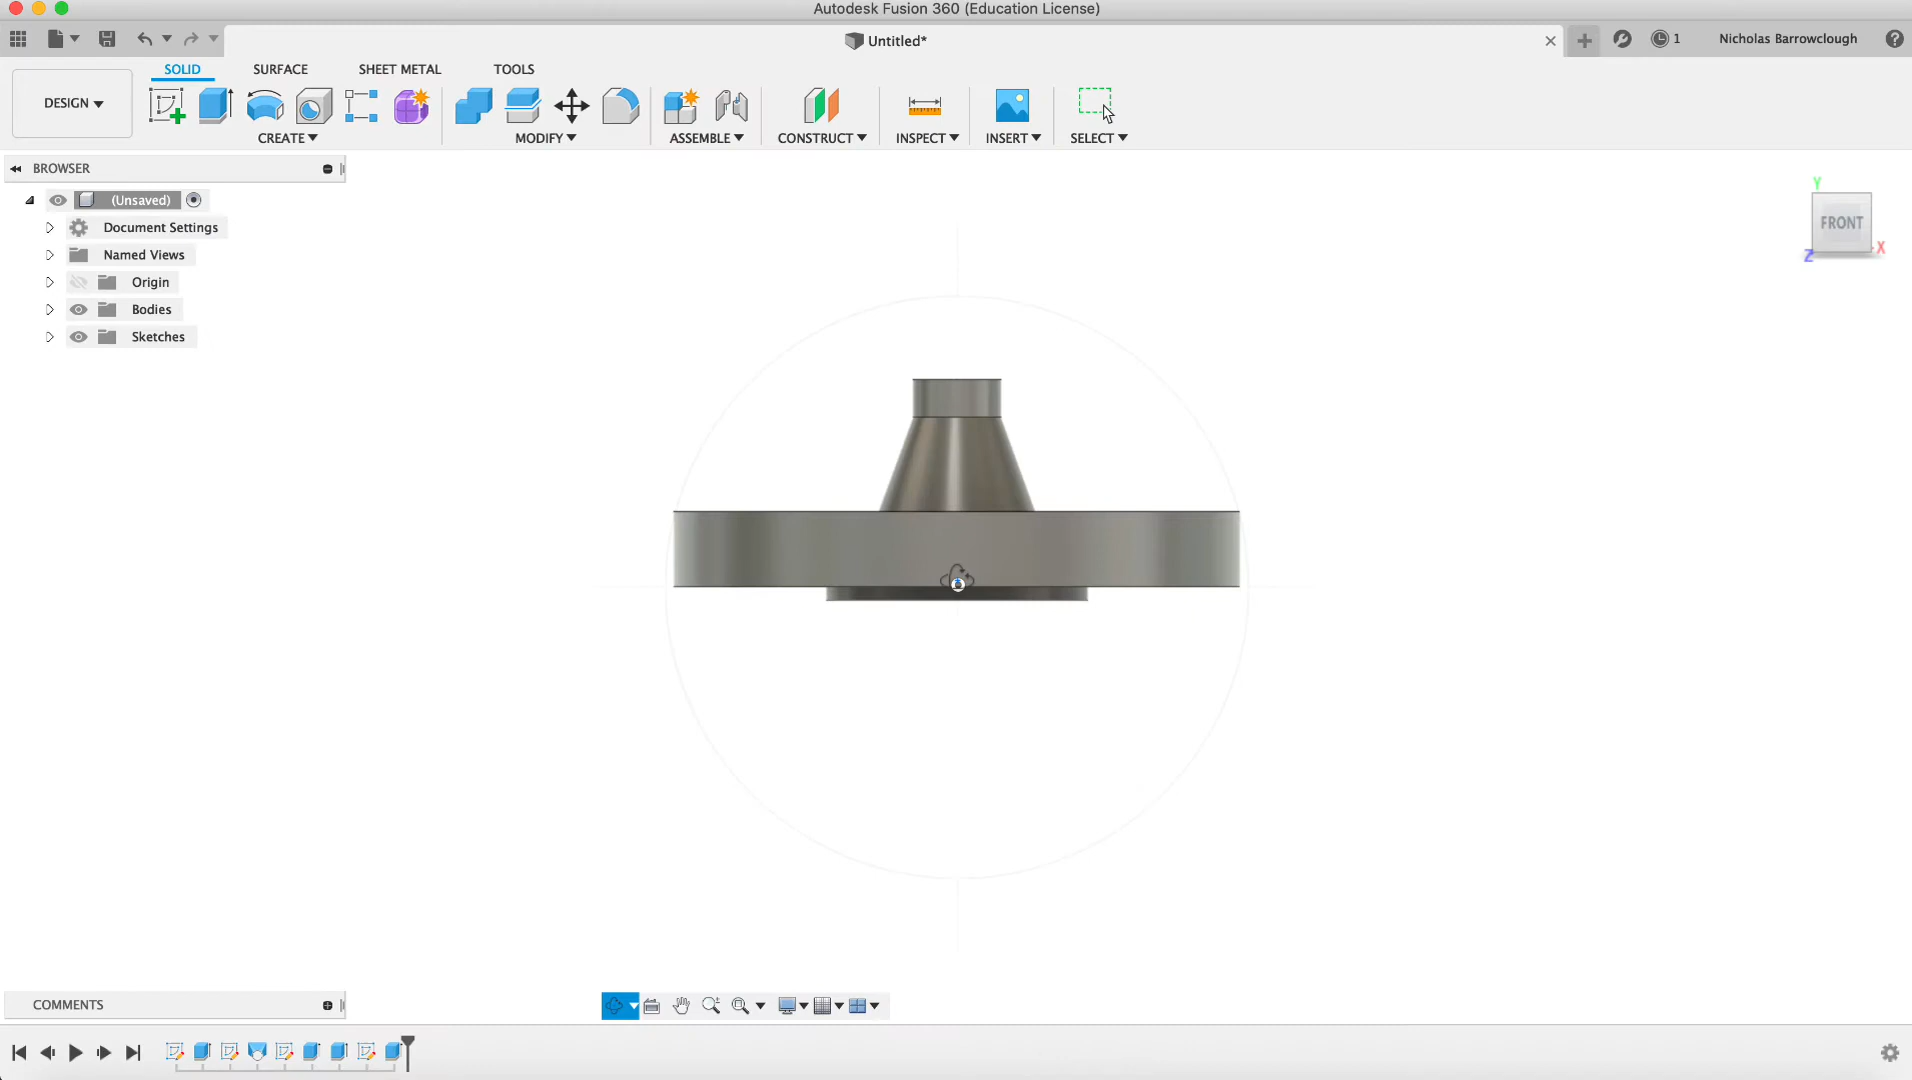 Autodesk Fusion 360 (Education License)
Untitled*
1
Nicholas Barrowclough
DESIGN
SOLID
SURFACE
SHEET METAL
TOOLS
CREATE
MODIFY
ASSEMBLE
CONSTRUCT
INSPECT
INSERT
SELECT
BROWSER
(Unsaved)
Document Settings
Named Views
Origin
Bodies
Sketches
Y
FRONT
X
Z
COMMENTS